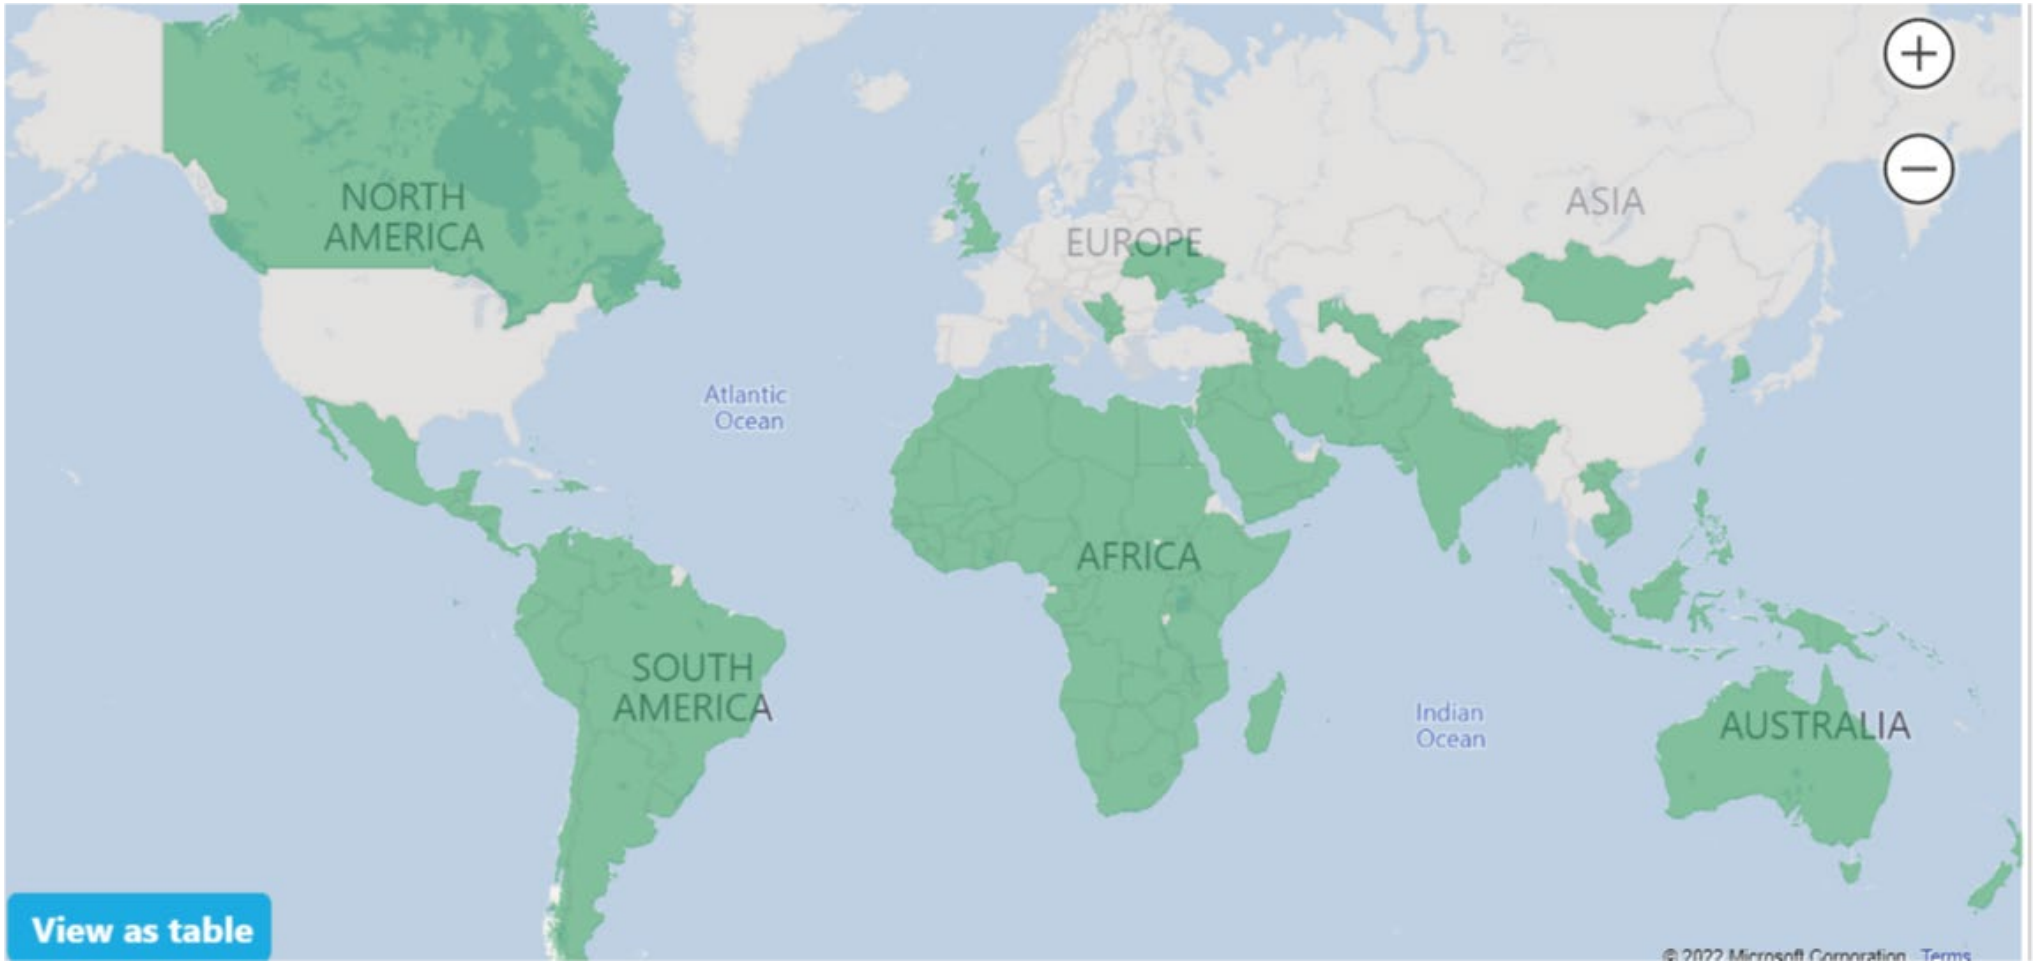 NORTH
AMERICA
EUROPE
ASIA
Atlantic
Ocean
AFRICA
SOUTH
AMERICA
Indian
Ocean
AUSTRALIA
View as table
© 2022 Microsoft Corporation Terms